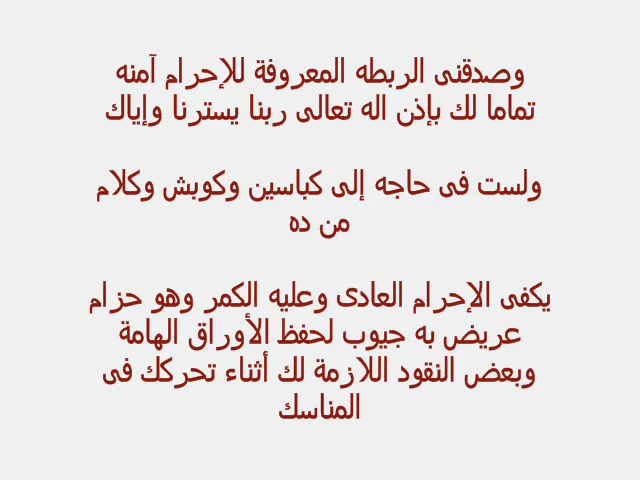 وصدقنى الربطه المعروفة للإحرام آمنه
تماما لك بإذن اله تعالى ربنا يسترنا وإياك
ولست فى حاجه إلى كباسين وكوبش وكلام
من ده
يكفى الإحرام العادى وعليه الكمر وهو حزام
عريض به جيوب لحفظ الأوراق الهامة
وبعض النقود اللازمة لك أثناء تحركك فى
المناسك